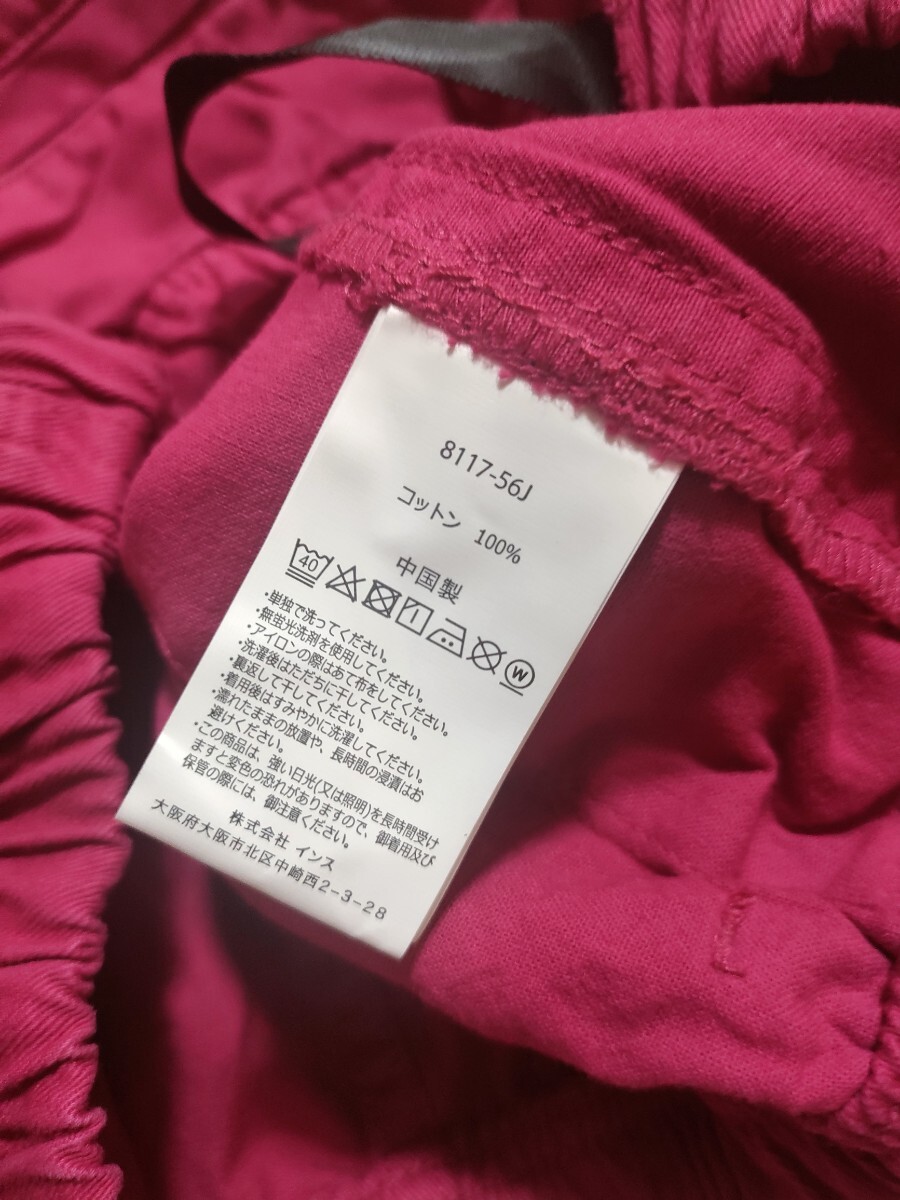 8117-56J
コットン 100%
中国製
40
W
・単独で洗ってください。
・無蛍光洗剤を使用してください。
・アイロンの際はあて布をしてください。
・洗濯後はただちに干してください。
・裏返して干してください。
・着用後はすみやかに洗濯してください。
・濡れたままの放置や、長時間の浸漬はお
避けください。
・この商品は、強い日光(又は照明)を長時間受け
ますと変色の恐れがありますので、御着用及び
保管の際には、御注意ください。
株式会社 インス
大阪府大阪市北区中崎西2-3-28